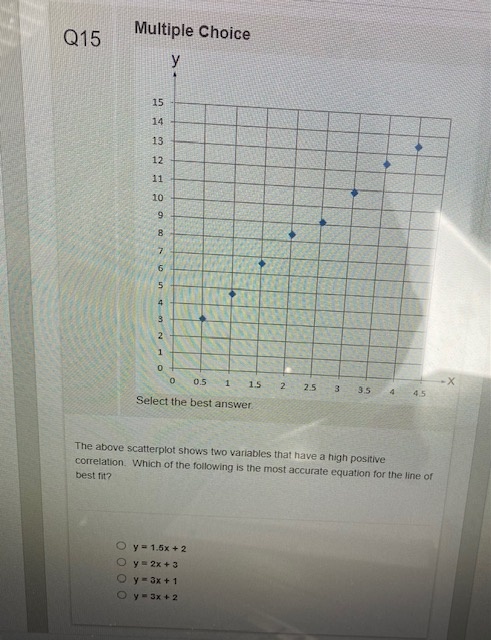 Q15
Multiple Choice
y
15
14
13
12
11
10
9
8
7
6
5
4
3
2
1
0
0 0.5 1 1.5 2 2.5 3 3.5 4 4.5
X
Select the best answer.
The above scatterplot shows two variables that have a high positive
correlation. Which of the following is the most accurate equation for the line of
best fit?
y = 1.5x + 2
y = 2x + 3
y = 3x + 1
y = 3x + 2